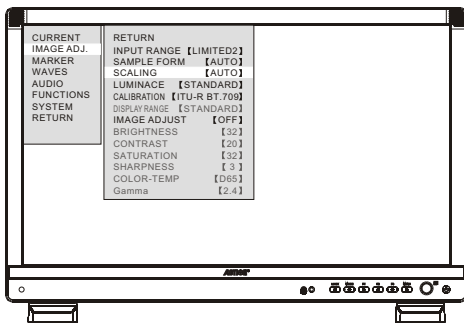 CURRENT
IMAGE ADJ.
MARKER
WAVES
AUDIO
FUNCTIONS
SYSTEM
RETURN
RETURN
INPUT RANGE【LIMITED2】
SAMPLE FORM 【AUTO】
SCALING 【AUTO】
LUMINACE 【STANDARD】
CALIBRATION【ITU-R BT.709】
DISPLAY RANGE 【STANDARD】
IMAGE ADJUST 【OFF】
BRIGHTNESS 【32】
CONTRAST 【20】
SATURATION 【32】
SHARPNESS 【 3 】
COLOR-TEMP 【D65】
Gamma 【2.4】